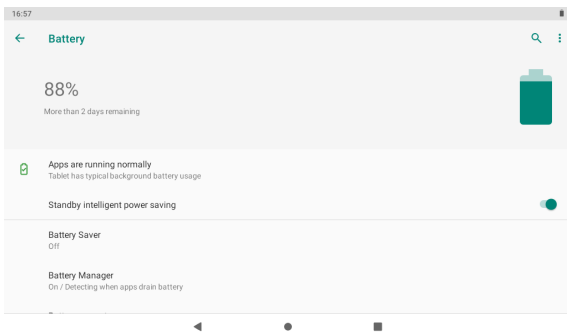 16:57
Battery
88%
More than 2 days remaining
Apps are running normally
Tablet has typical background battery usage
Standby intelligent power saving
Battery Saver
Off
Battery Manager
On / Detecting when apps drain battery